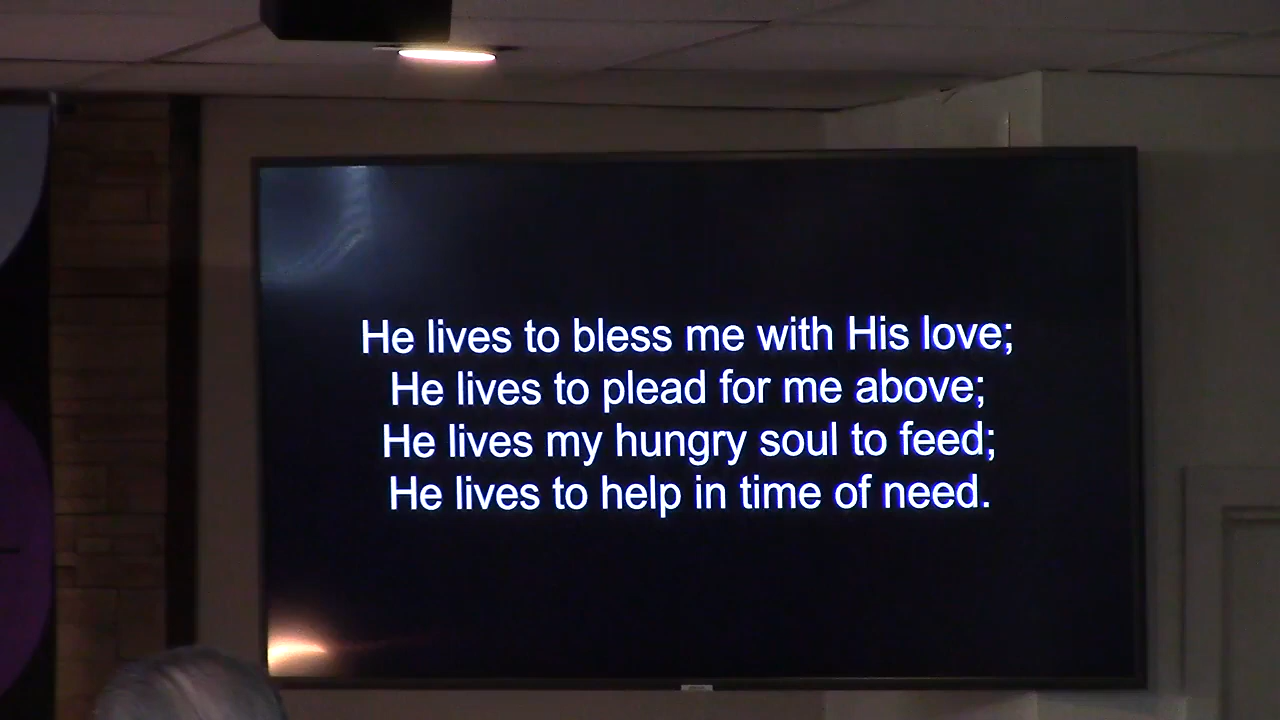 He lives to bless me with His love;
He lives to plead for me above;
He lives my hungry soul to feed;
He lives to help in time of need.